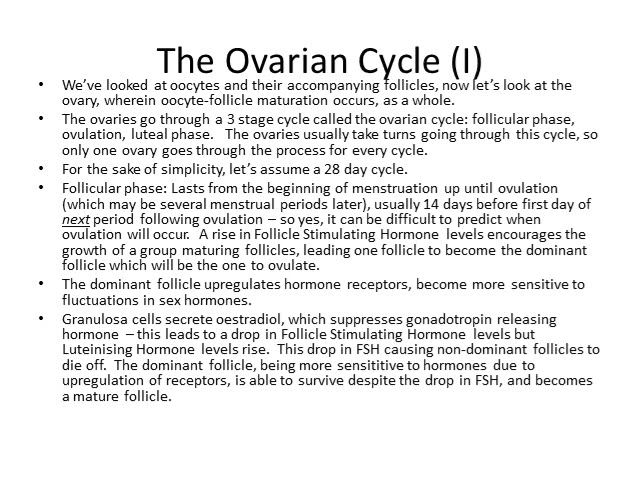 The Ovarian Cycle (I)
• We've looked at oocytes and their accompanying follicles, now let's look at the
ovary, wherein oocyte-follicle maturation occurs, as a whole.
• The ovaries go through a 3 stage cycle called the ovarian cycle: follicular phase,
ovulation, luteal phase.   The ovaries usually take turns going through this cycle, so
only one ovary goes through the process for every cycle.
• For the sake of simplicity, let's assume a 28 day cycle.
• Follicular phase: Lasts from the beginning of menstruation up until ovulation
(which may be several menstrual periods later), usually 14 days before first day of
next period following ovulation – so yes, it can be difficult to predict when
ovulation will occur.  A rise in Follicle Stimulating Hormone levels encourages the
growth of a group maturing follicles, leading one follicle to become the dominant
follicle which will be the one to ovulate.
• The dominant follicle upregulates hormone receptors, become more sensitive to
fluctuations in sex hormones.
• Granulosa cells secrete oestradiol, which suppresses gonadotropin releasing
hormone – this leads to a drop in Follicle Stimulating Hormone levels but
Luteinising Hormone levels rise.  This drop in FSH causing non-dominant follicles to
die off.  The dominant follicle, being more sensititive to hormones due to
upregulation of receptors, is able to survive despite the drop in FSH, and becomes
a mature follicle.